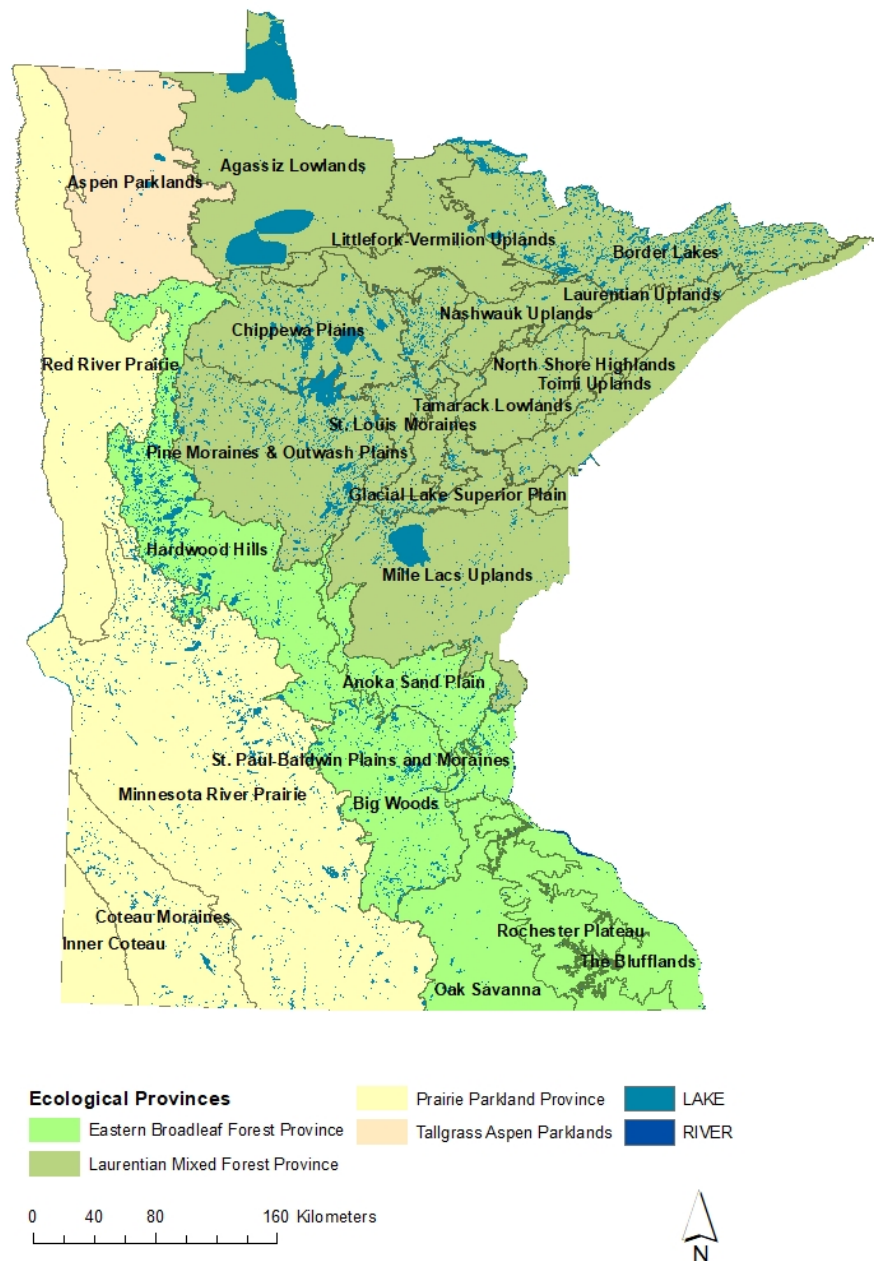 Agassiz Lowlands
Aspen Parklands
Littlefork-Vermilion Uplands
Border Lakes
Laurentian Uplands
Nashwauk Uplands
Chippewa Plains
Red River Prairie
North Shore Highlands
Toimi Uplands
Tamarack Lowlands
St. Louis Moraines
Pine Moraines & Outwash Plains
Glacial Lake Superior Plain
Hardwood Hills
Mille Lacs Uplands
Anoka Sand Plain
St. Paul-Baldwin Plains and Moraines
Minnesota River Prairie
Big Woods
Coteau Moraines
Rochester Plateau
Inner Coteau
The Blufflands
Oak Savanna
Ecological Provinces
Eastern Broadleaf Forest Province
Laurentian Mixed Forest Province
Prairie Parkland Province
Tallgrass Aspen Parklands
LAKE
RIVER
0 40 80 160 Kilometers
N